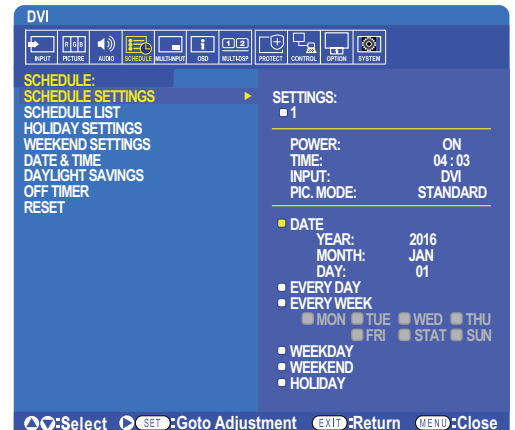 DVI
INPUT RGB PICTURE AUDIO SCHEDULE MULTI-INPUT OSD 1 2 MULTI-DSP PROTECT CONTROL OPTION SYSTEM
SCHEDULE:
SCHEDULE SETTINGS
SCHEDULE LIST
HOLIDAY SETTINGS
WEEKEND SETTINGS
DATE & TIME
DAYLIGHT SAVINGS
OFF TIMER
RESET
SETTINGS:
1
POWER: ON
TIME: 04 : 03
INPUT: DVI
PIC. MODE: STANDARD
DATE
YEAR: 2016
MONTH: JAN
DAY: 01
EVERY DAY
EVERY WEEK
MON TUE WED THU
FRI STAT SUN
WEEKDAY
WEEKEND
HOLIDAY
:Select SET:Goto Adjustment EXIT:Return MENU:Close